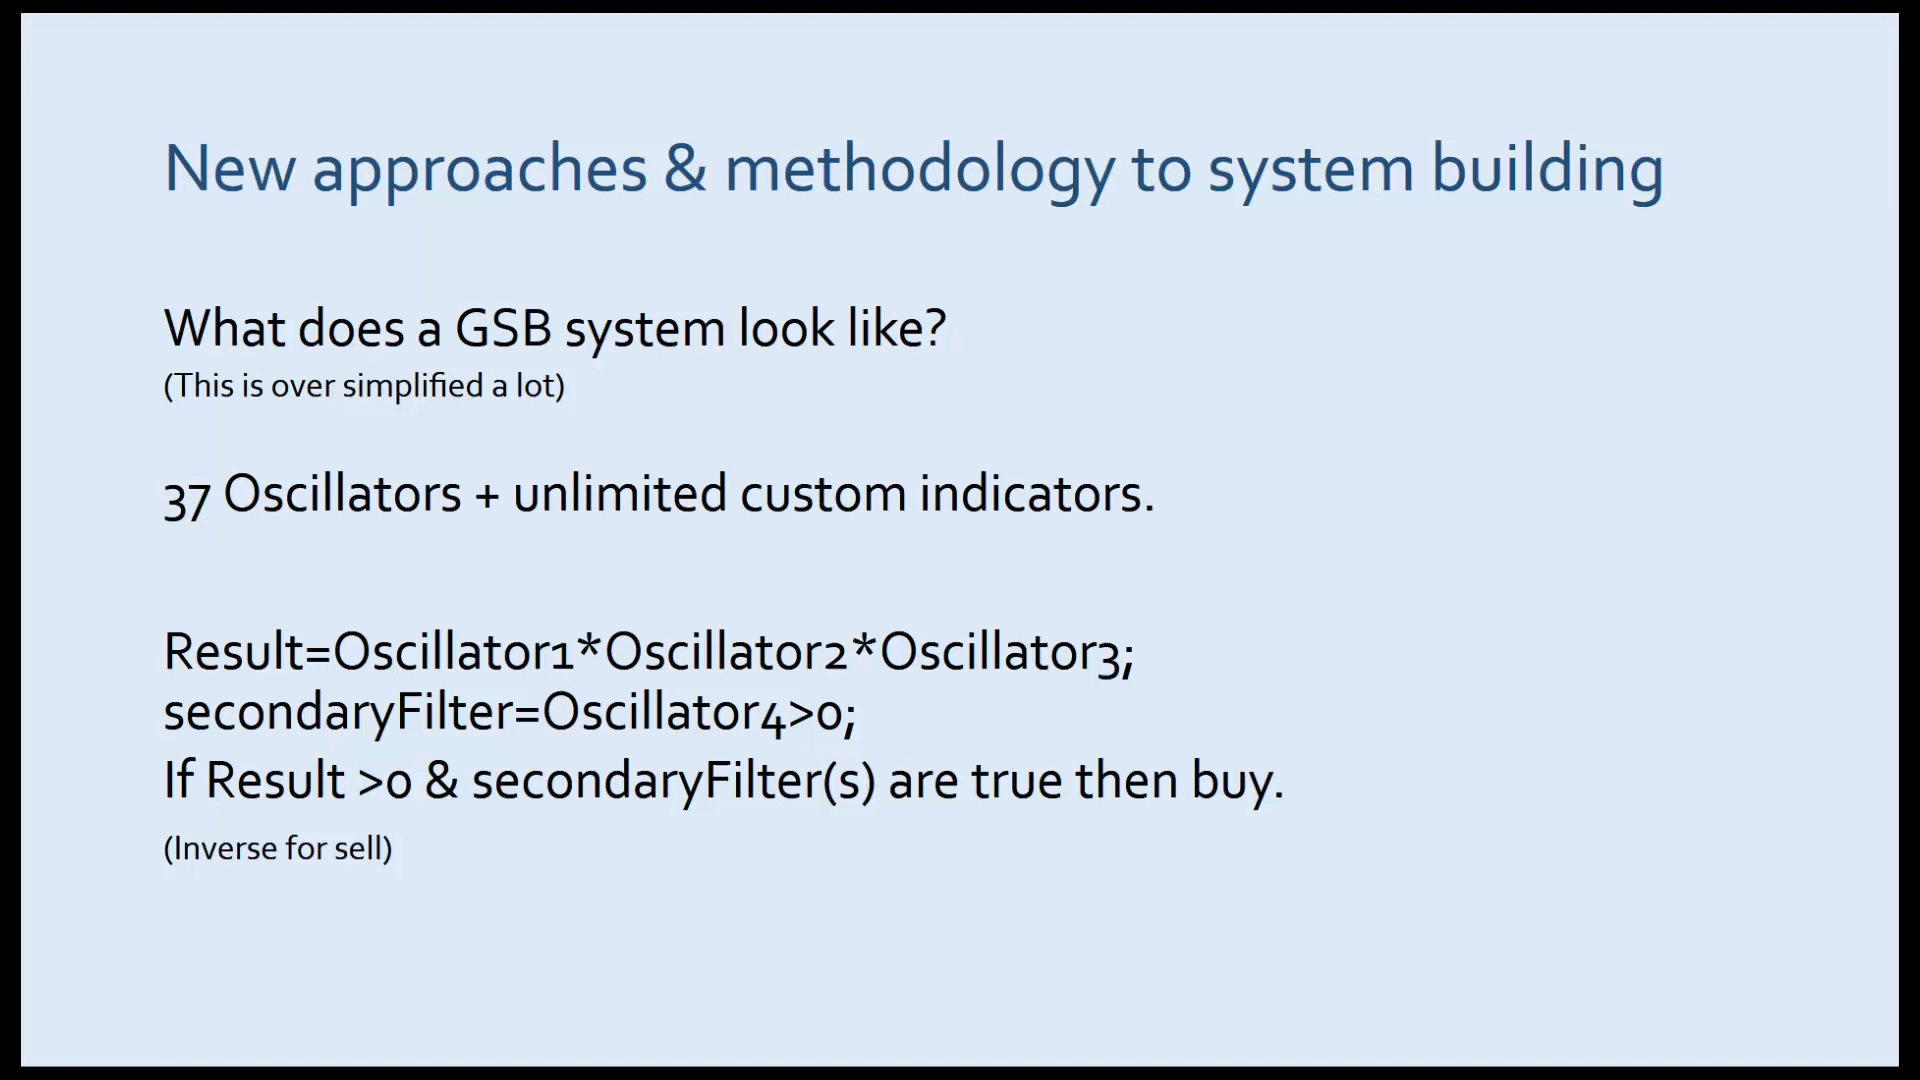 New approaches & methodology to system building
What does a GSB system look like?
(This is over simplified a lot)
37 Oscillators + unlimited custom indicators.
Result=Oscillator1*Oscillator2*Oscillator3;
secondaryFilter=Oscillator4>0;
If Result >0 & secondaryFilter(s) are true then buy.
(Inverse for sell)